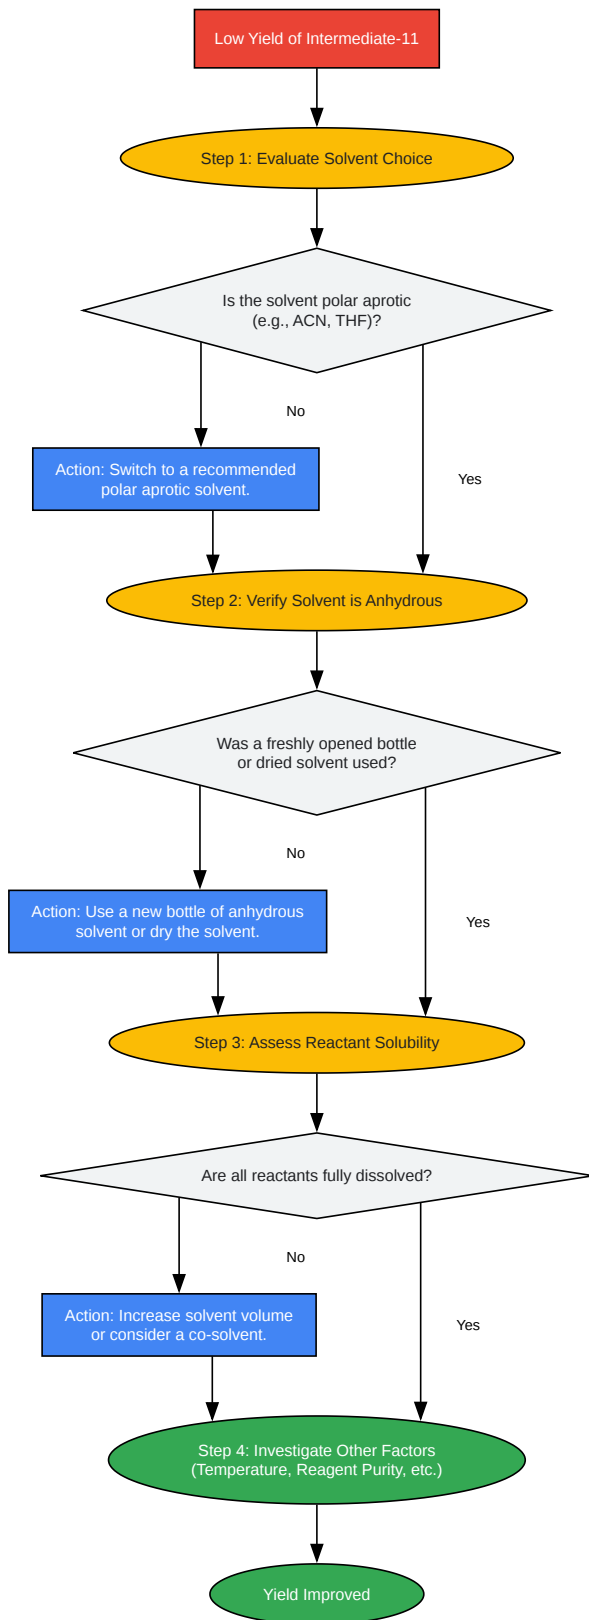 Low Yield of Intermediate-11
Step 1: Evaluate Solvent Choice
Is the solvent polar aprotic
(e.g., ACN, THF)?
No
Action: Switch to a recommended
polar aprotic solvent.
Yes
Step 2: Verify Solvent is Anhydrous
Was a freshly opened bottle
or dried solvent used?
No
Action: Use a new bottle of anhydrous
solvent or dry the solvent.
Yes
Step 3: Assess Reactant Solubility
Are all reactants fully dissolved?
No
Action: Increase solvent volume
or consider a co-solvent.
Yes
Step 4: Investigate Other Factors
(Temperature, Reagent Purity, etc.)
Yield Improved